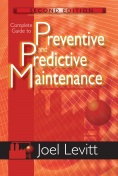 SECOND EDITION
Complete Guide to
Preventive
and
Predictive
Maintenance
Joel Levitt